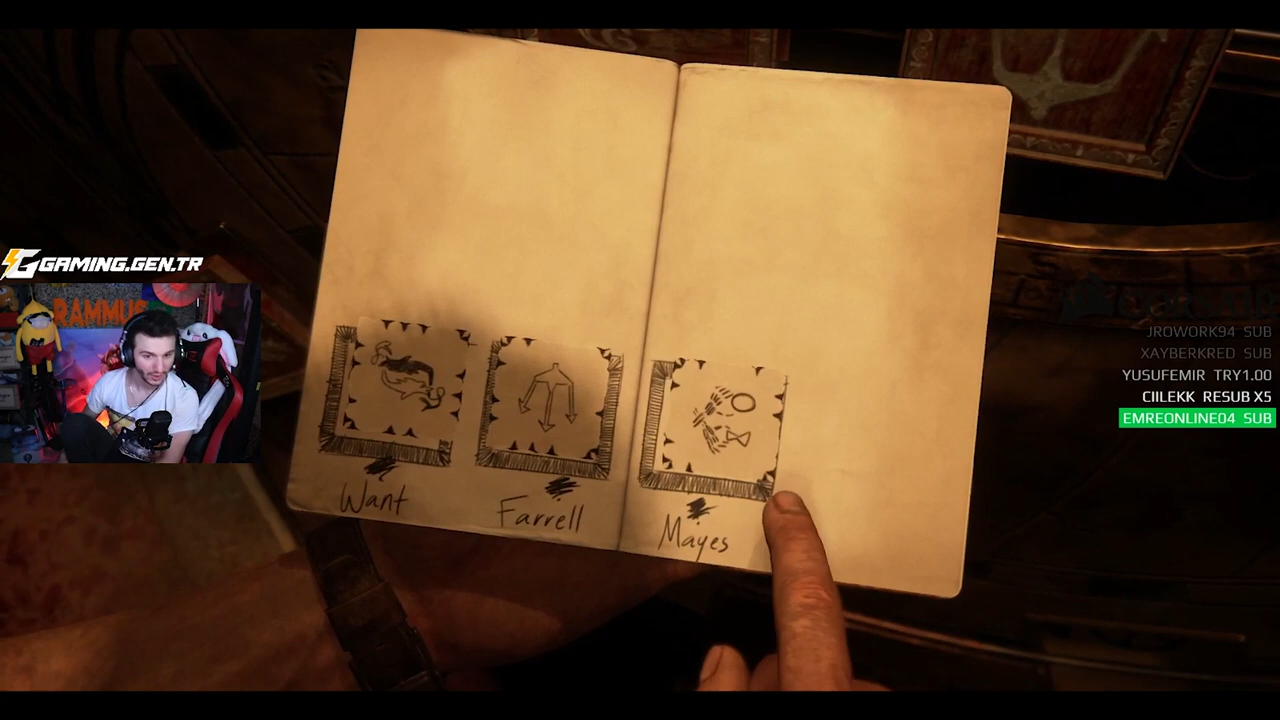 GAMING.GEN.TR
RAMMUS
JROWORK94 SUB
XAYBERKRED SUB
YUSUFEMIR TRY1.00
CIILEKK RESUB X5
EMREONLINE04 SUB
Want
Farrell
Mayes